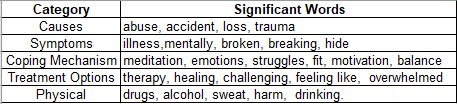 Category Significant Words
Causes abuse, accident, loss, trauma
Symptoms illness,mentally, broken, breaking, hide
Coping Mechanism meditation, emotions, struggles, fit, motivation, balance
Treatment Options therapy, healing, challenging, feeling like, overwhelmed
Physical drugs, alcohol, sweat, harm, drinking.